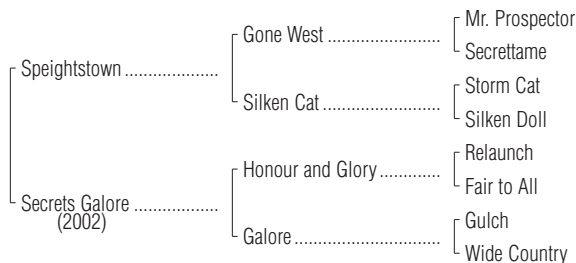 Mr. Prospector
Gone West ........................
Secrettame
Speightstown ....................
Storm Cat
Silken Cat .........................
Silken Doll
Relaunch
Honour and Glory .............
Fair to All
Secrets Galore ..................
(2002)
Gulch
Galore ...............................
Wide Country